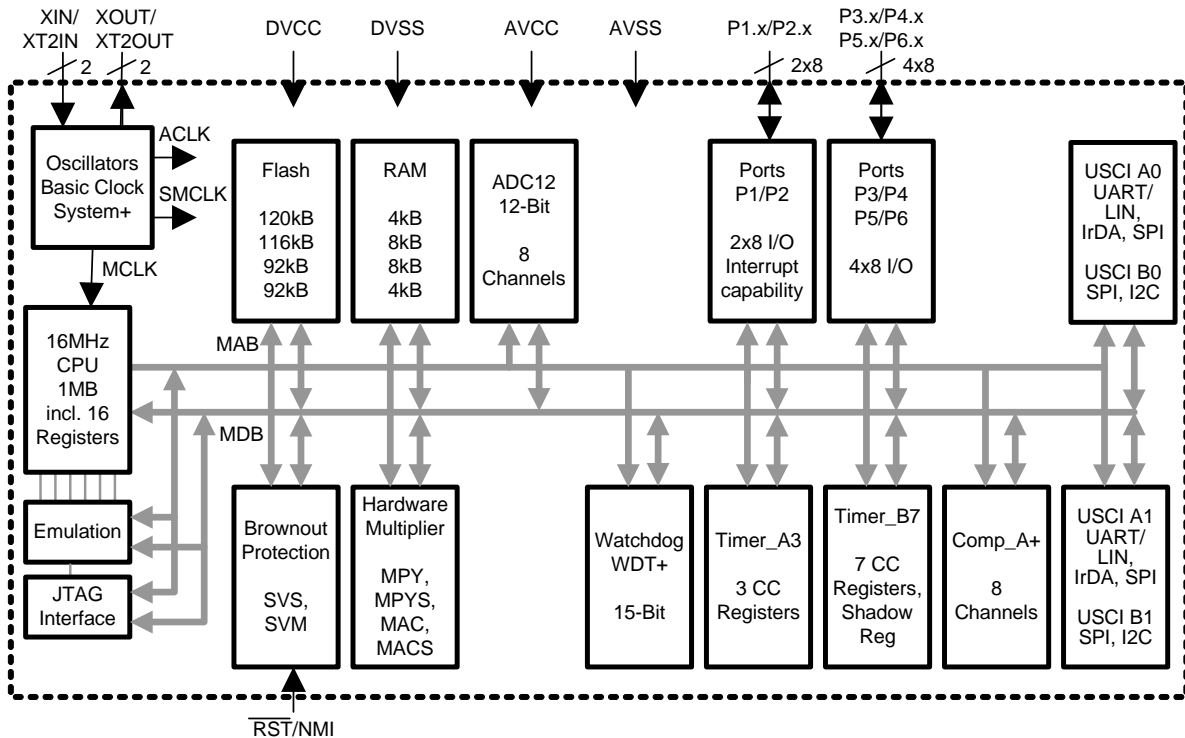 XIN/
XT2IN
2
XOUT/
XT2OUT
2
DVCC
DVSS
AVCC
AVSS
P1.x/P2.x
2x8
P3.x/P4.x
P5.x/P6.x
4x8
Oscillators
Basic Clock
System+
ACLK
SMCLK
MCLK
Flash
120kB
116kB
92kB
92kB
RAM
4kB
8kB
8kB
4kB
ADC12
12-Bit
8
Channels
Ports
P1/P2
2x8 I/O
Interrupt
capability
Ports
P3/P4
P5/P6
4x8 I/O
USCI A0
UART/
LIN,
IrDA, SPI
USCI B0
SPI, I2C
16MHz
CPU
1MB
incl. 16
Registers
MAB
MDB
Emulation
JTAG
Interface
Brownout
Protection
SVS,
SVM
Hardware
Multiplier
MPY,
MPYS,
MAC,
MACS
Watchdog
WDT+
15-Bit
Timer_A3
3 CC
Registers
Timer_B7
7 CC
Registers,
Shadow
Reg
Comp_A+
8
Channels
USCI A1
UART/
LIN,
IrDA, SPI
USCI B1
SPI, I2C
RST/NMI